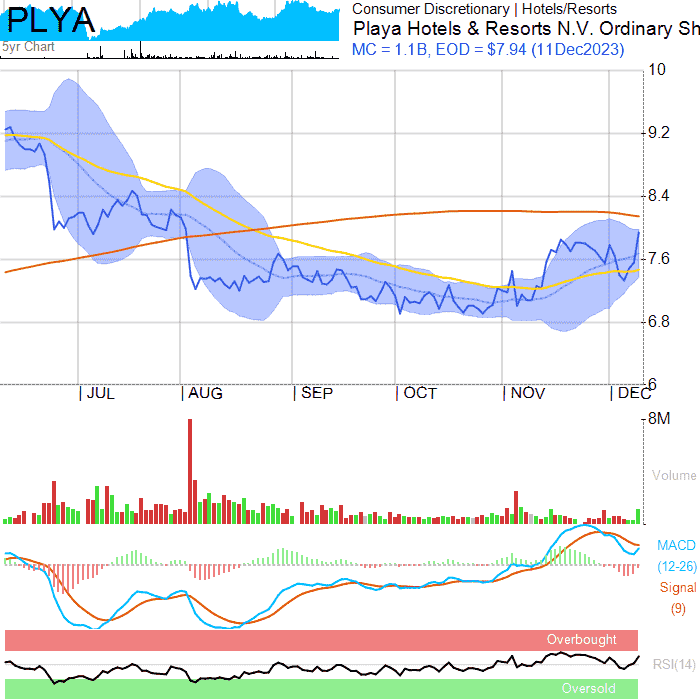 PLYA
5yr Chart
Consumer Discretionary | Hotels/Resorts
Playa Hotels & Resorts N.V. Ordinary Sh
MC = 1.1B, EOD = $7.94 (11Dec2023)
10
9.2
8.4
7.6
6.8
6
JUL AUG SEP OCT NOV DEC
8M
Volume
MACD
(12-26)
Signal
(9)
Overbought
RSI(14)
Oversold